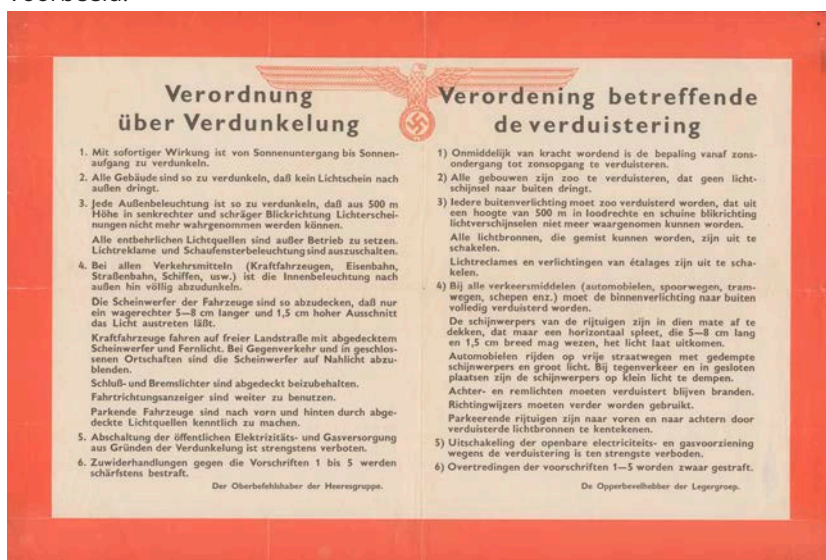 Verordnung
über Verdunkelung
1. Mit sofortiger Wirkung ist von Sonnenuntergang bis Sonnen-
aufgang zu verdunkeln.
2. Alle Gebäude sind so zu verdunkeln, daß kein Lichtschein nach
außen dringt.
3. Jede Außenbeleuchtung ist so zu verdunkeln, daß aus 500 m
Höhe in senkrechter und schräger Blickrichtung Lichterschei-
nungen nicht mehr wahrgenommen werden können.
Alle entbehrlichen Lichtquellen sind außer Betrieb zu setzen.
Lichtreklame und Schaufensterbeleuchtung sind auszuschalten.
4. Bei allen Verkehrsmitteln (Kraftfahrzeugen, Eisenbahn,
Straßenbahn, Schiffen, usw.) ist die Innenbeleuchtung nach
außen hin völlig abzudunkeln.
Die Scheinwerfer der Fahrzeuge sind so abzudecken, daß nur
ein wagerechter 5—8 cm langer und 1,5 cm hoher Ausschnitt
das Licht austreten läßt.
Kraftfahrzeuge fahren auf freier Landstraße mit abgedecktem
Scheinwerfer und Fernlicht. Bei Gegenverkehr und in geschlos-
senen Ortschaften sind die Scheinwerfer auf Nahlicht abzu-
blenden.
Schluß- und Bremslichter sind abgedeckt beizubehalten.
Fahrtrichtungsanzeiger sind weiter zu benutzen.
Parkende Fahrzeuge sind nach vorn und hinten durch abge-
deckte Lichtquellen kenntlich zu machen.
5. Abschaltung der öffentlichen Elektrizitäts- und Gasversorgung
aus Gründen der Verdunkelung ist strengstens verboten.
6. Zuwiderhandlungen gegen die Vorschriften 1 bis 5 werden
schärfstens bestraft.
Der Oberbefehlshaber der Heeresgruppe.
Verordening betreffende
de verduistering
1) Onmiddelijk van kracht wordend is de bepaling vanaf zons-
ondergang tot zonsopgang te verduisteren.
2) Alle gebouwen zijn zoo te verduisteren, dat geen licht-
schijnsel naar buiten dringt.
3) Iedere buitenverlichting moet zoo verduisterd worden, dat uit
een hoogte van 500 m in loodrechte en schuine blikrichting
lichtverschijnselen niet meer waargenomen kunnen worden.
Alle lichtbronnen, die gemist kunnen worden, zijn uit te
schakelen.
Lichtreclames en verlichtingen van étalages zijn uit te scha-
kelen.
4) Bij alle verkeersmiddelen (automobielen, spoorwegen, tram-
wegen, schepen enz.) moet de binnenverlichting naar buiten
volledig verduisterd worden.
De schijnwerpers van de rijtuigen zijn in dien mate af te
dekken, dat maar een horizontaal spleet, die 5—8 cm lang
en 1,5 cm breed mag wezen, het licht laat uitkomen.
Automobielen rijden op vrije straatwegen met gedempte
schijnwerpers en groot licht. Bij tegenverkeer en in gesloten
plaatsen zijn de schijnwerpers op klein licht te dempen.
Achter- en remlichten moeten verduistert blijven branden.
Richtingwijzers moeten verder worden gebruikt.
Parkeerende rijtuigen zijn naar voren en naar achtern door
verduisterde lichtbronnen te kentekenen.
5) Uitschakeling der openbare electriciteits- en gasvoorziening
wegens de verduistering is ten strengste verboden.
6) Overtredingen der voorschriften 1—5 worden zwaar gestraft.
De Opperbevelhebber der Legergroep.